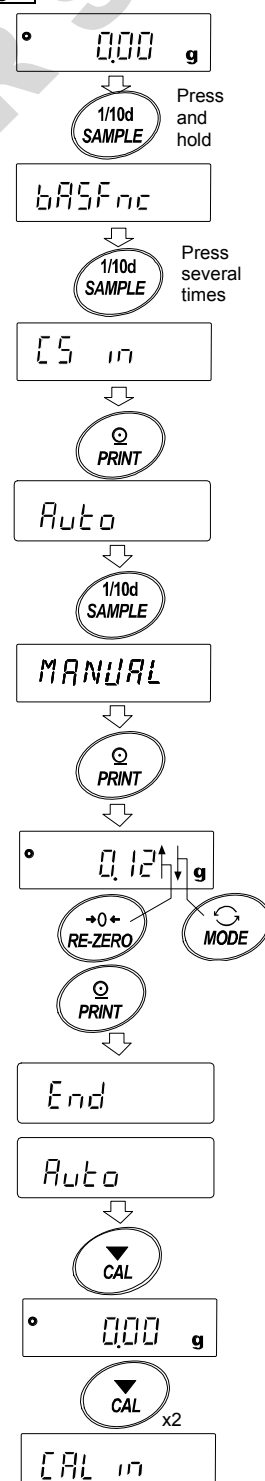 0.00 g
1/10d
SAMPLE
Press
and
hold
bASFnc
1/10d
SAMPLE
Press
several
times
CS in
PRINT
Auto
1/10d
SAMPLE
MANUAL
PRINT
0.12 g
→0←
RE-ZERO
MODE
PRINT
End
Auto
CAL
0.00 g
CAL
x2
CAL in